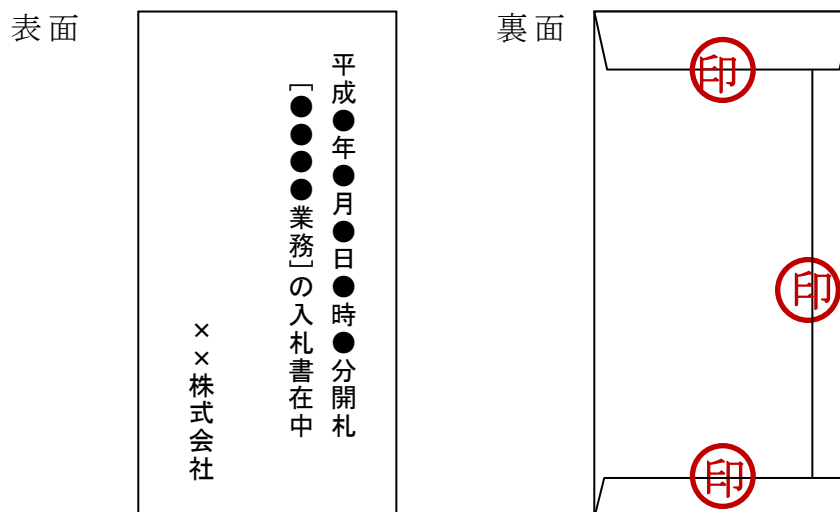 表面
平成●年●月●日●時●分開札
［●●●●業務］の入札書在中
××株式会社
裏面
印
印
印